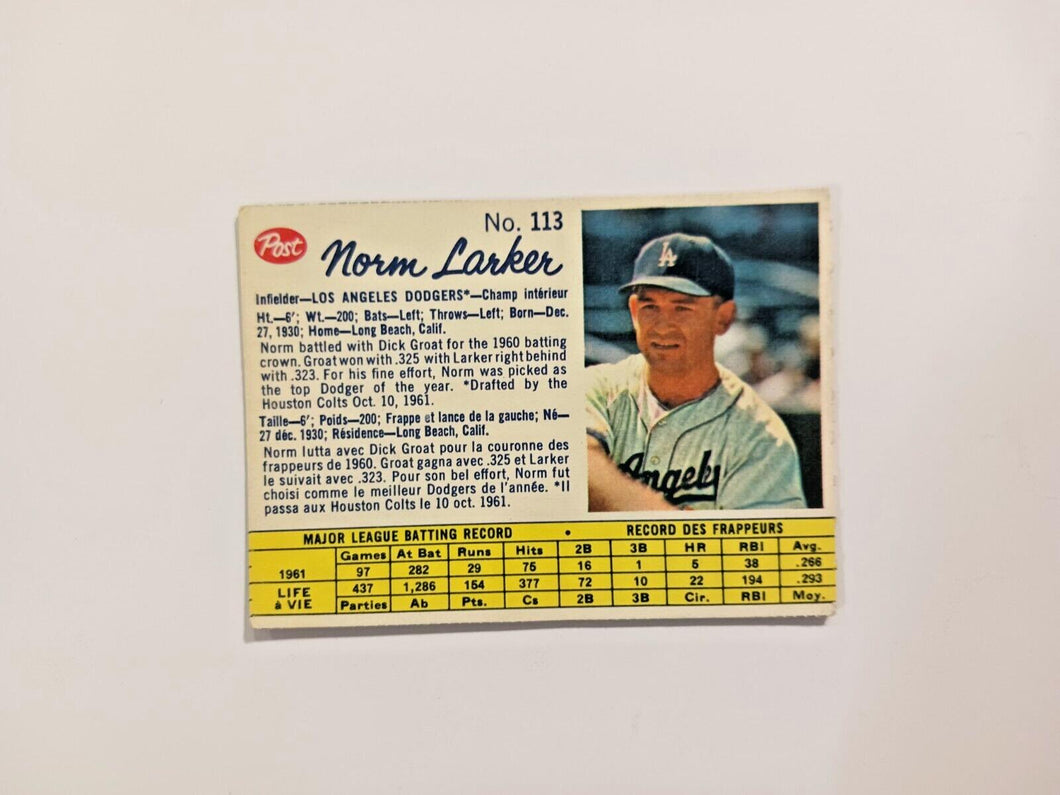 No. 113
Post
Norm Larker
Infielder—LOS ANGELES DODGERS*—Champ intérieur
Ht.—6'; Wt.—200; Bats—Left; Throws—Left; Born—Dec.
27, 1930; Home—Long Beach, Calif.
Norm battled with Dick Groat for the 1960 batting
crown. Groat won with .325 with Larker right behind
with .323. For his fine effort, Norm was picked as
the top Dodger of the year. *Drafted by the
Houston Colts Oct. 10, 1961.
Taille—6'; Poids—200; Frappe et lance de la gauche; Né—
27 déc. 1930; Résidence—Long Beach, Calif.
Norm lutta avec Dick Groat pour la couronne des
frappeurs de 1960. Groat gagna avec .325 et Larker
le suivait avec .323. Pour son bel effort, Norm fut
choisi comme le meilleur Dodgers de l'année. *Il
passa aux Houston Colts le 10 oct. 1961.
LA
Angels
MAJOR LEAGUE BATTING RECORD • RECORD DES FRAPPEURS
Games At Bat Runs Hits 2B 3B HR RBI Avg.
1961 97 282 29 75 16 1 5 38 .266
LIFE à VIE 437 1,286 154 377 72 10 22 194 .293
Parties Ab Pts. Cs 2B 3B Cir. RBI Moy.